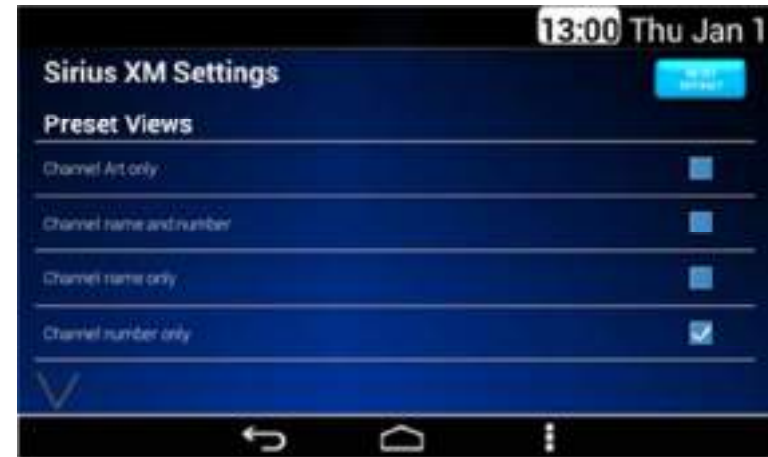 13:00 Thu Jan 1
Sirius XM Settings
Preset Views
Channel Art only
Channel name and number
Channel name only
Channel number only